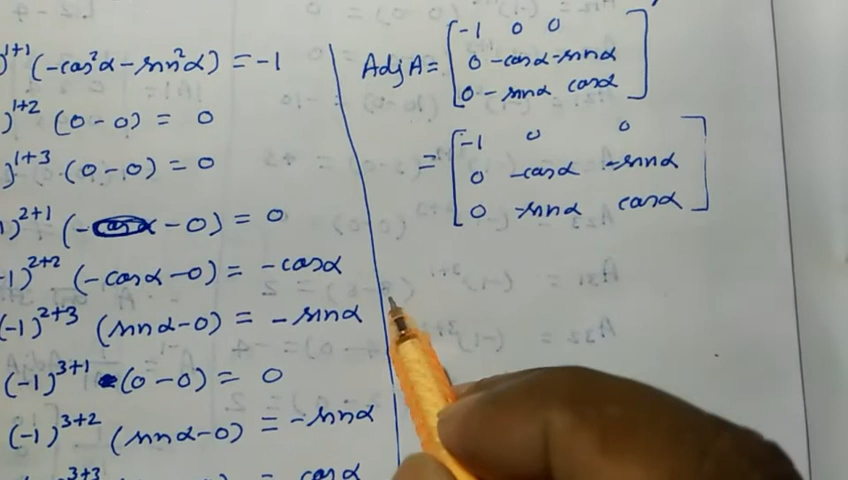 )¹⁺¹ (-cos²α - sin²α) = -1
)¹⁺² (0-0) = 0
)¹⁺³ (0-0) = 0
1)²⁺¹ (- -0) = 0
-1)²⁺² (-cosα-0) = -cosα
(-1)²⁺³ (sinα-0) = -sinα
(-1)³⁺¹ (0-0) = 0
(-1)³⁺² (sinα-0) = -sinα
3+3 = cosα
Adj A = [-1 0 0
0 -cosα -sinα
0 -sinα cosα]
= [-1 0 0
0 -cosα -sinα
0 -sinα cosα]